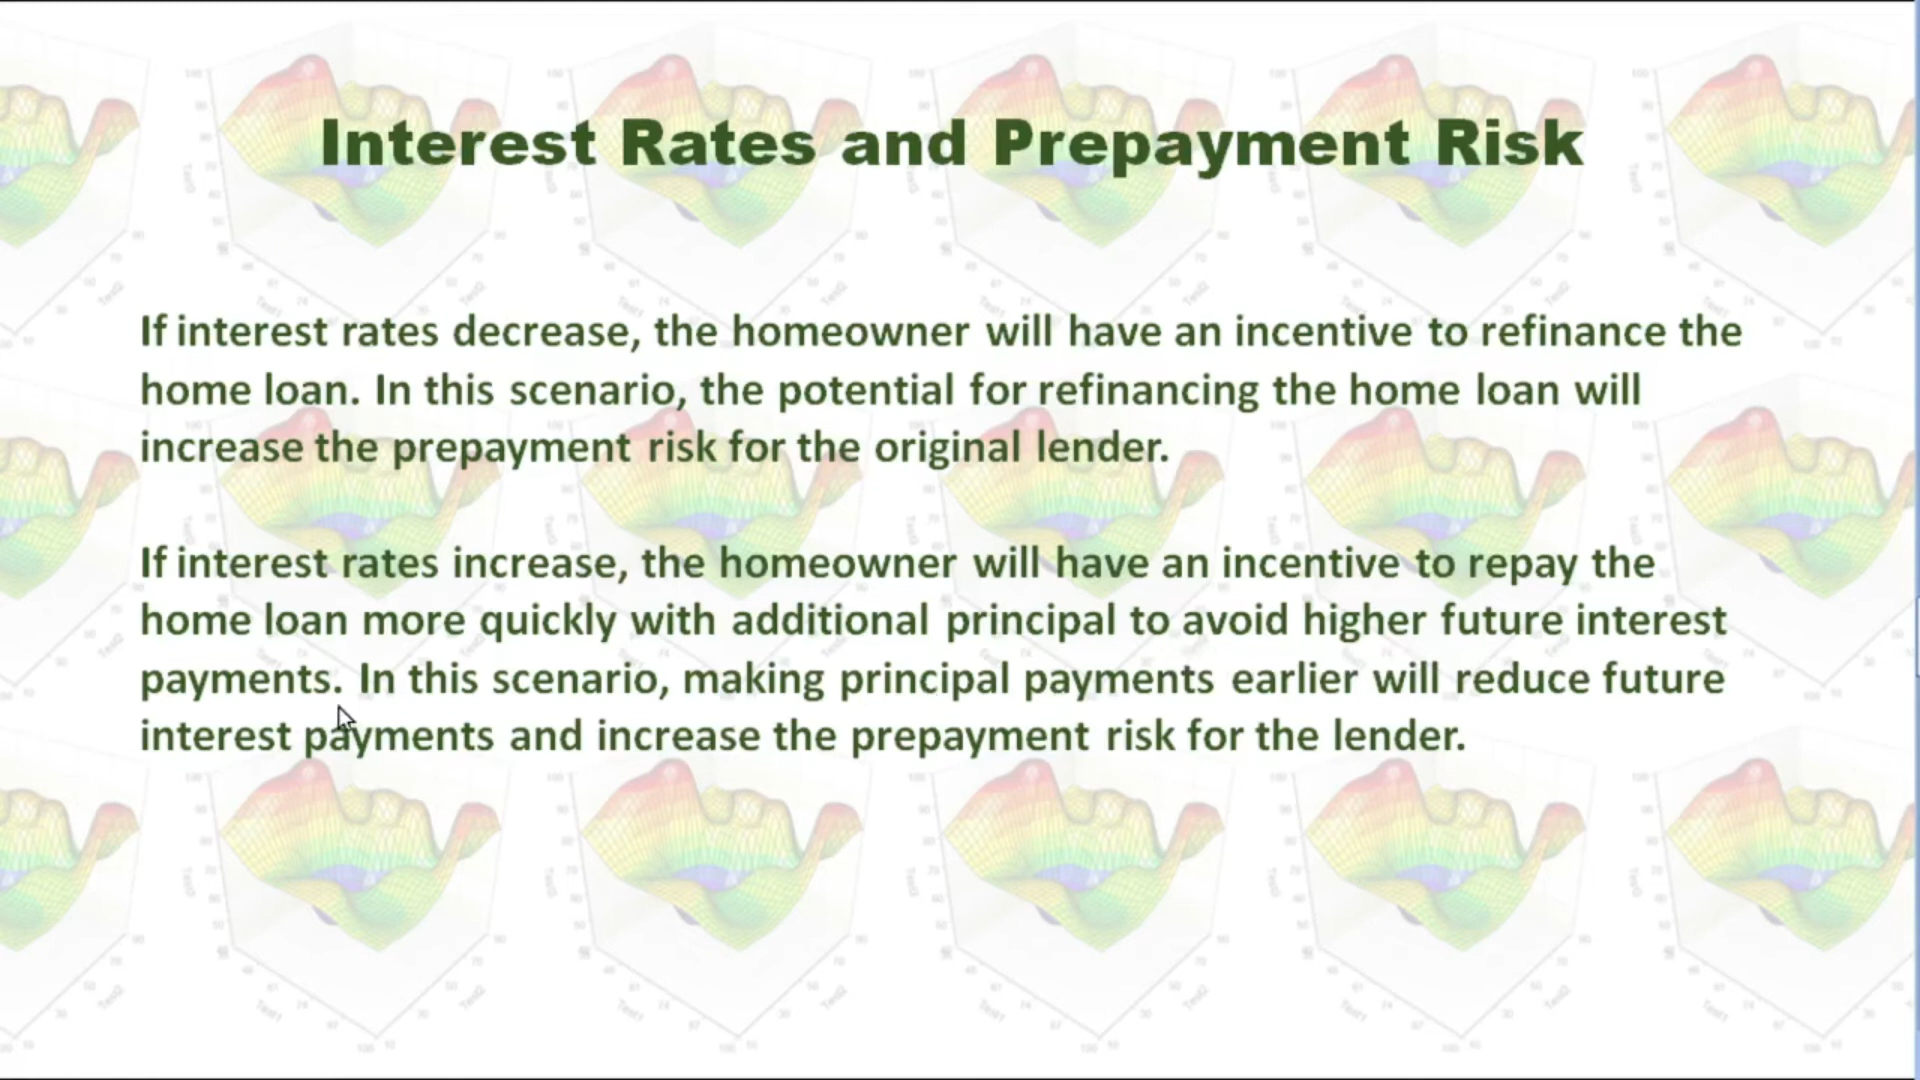 Interest Rates and Prepayment Risk
If interest rates decrease, the homeowner will have an incentive to refinance the
home loan. In this scenario, the potential for refinancing the home loan will
increase the prepayment risk for the original lender.
If interest rates increase, the homeowner will have an incentive to repay the
home loan more quickly with additional principal to avoid higher future interest
payments. In this scenario, making principal payments earlier will reduce future
interest payments and increase the prepayment risk for the lender.